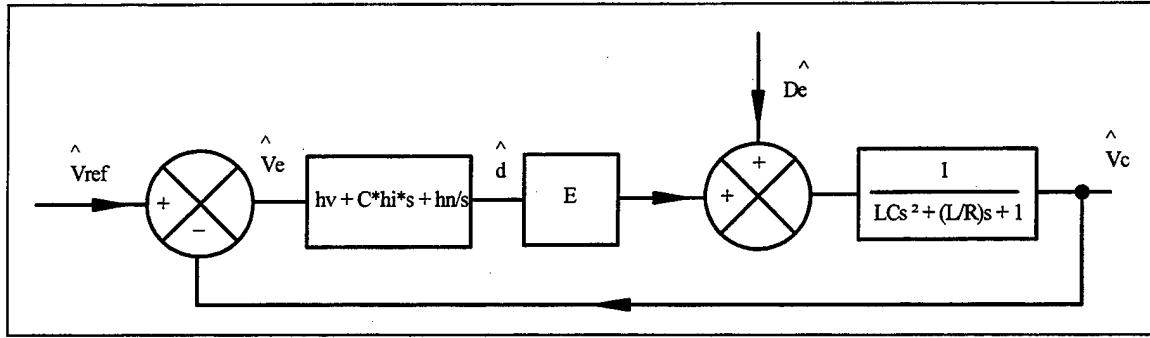 ^
De
^
Vref
+
−
^
Ve
hv + C*hi*s + hn/s
^
d
E
+
+
1
LCs² + (L/R)s + 1
^
Vc